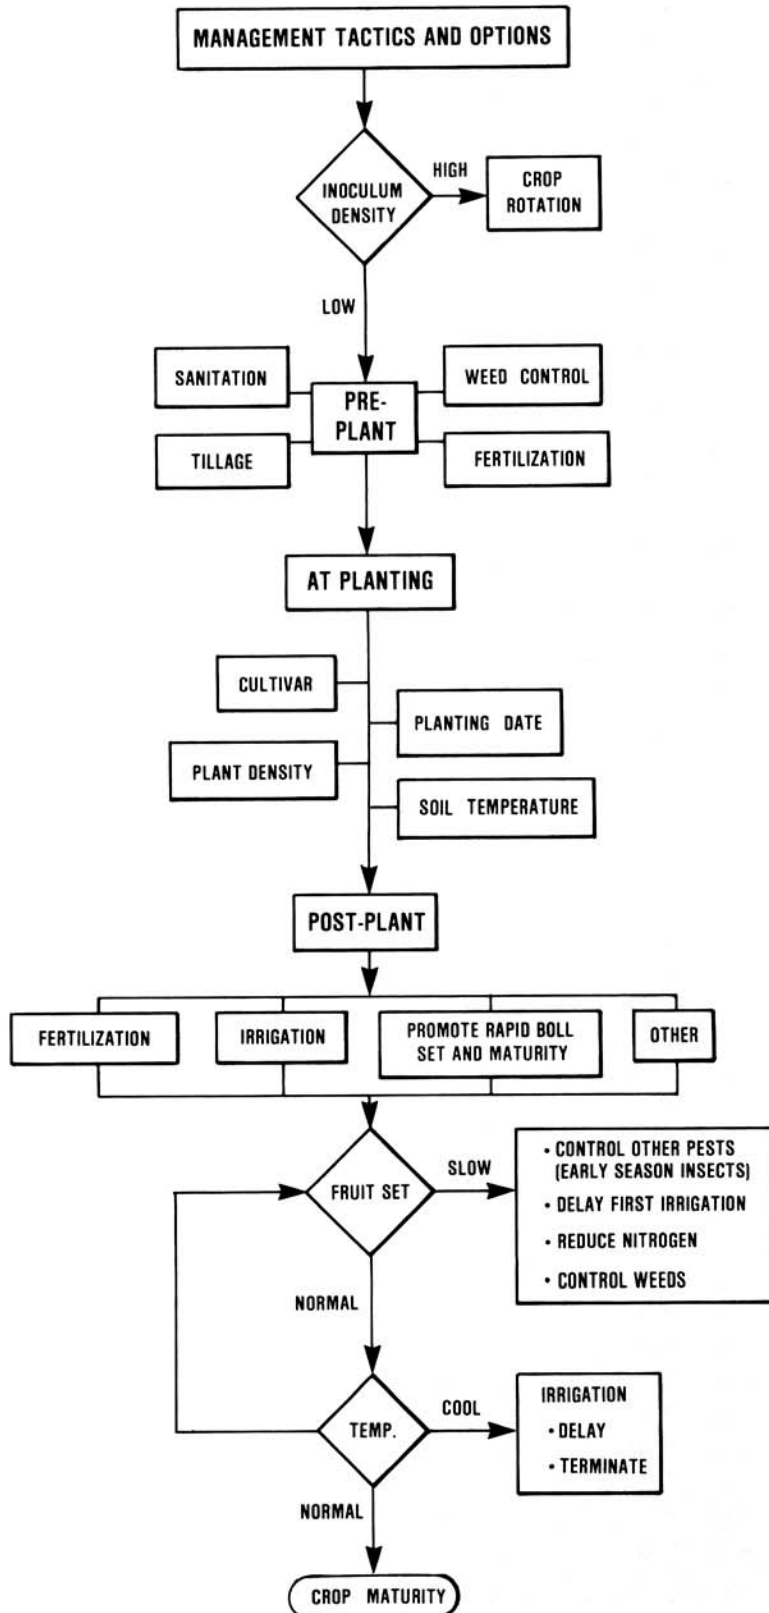 MANAGEMENT TACTICS AND OPTIONS
INOCULUM
DENSITY
HIGH
CROP
ROTATION
LOW
SANITATION
WEED CONTROL
PRE-
PLANT
TILLAGE
FERTILIZATION
AT PLANTING
CULTIVAR
PLANTING DATE
PLANT DENSITY
SOIL TEMPERATURE
POST-PLANT
FERTILIZATION
IRRIGATION
PROMOTE RAPID BOLL
SET AND MATURITY
OTHER
FRUIT SET
SLOW
• CONTROL OTHER PESTS
(EARLY SEASON INSECTS)
• DELAY FIRST IRRIGATION
• REDUCE NITROGEN
• CONTROL WEEDS
NORMAL
TEMP.
COOL
IRRIGATION
• DELAY
• TERMINATE
NORMAL
CROP MATURITY